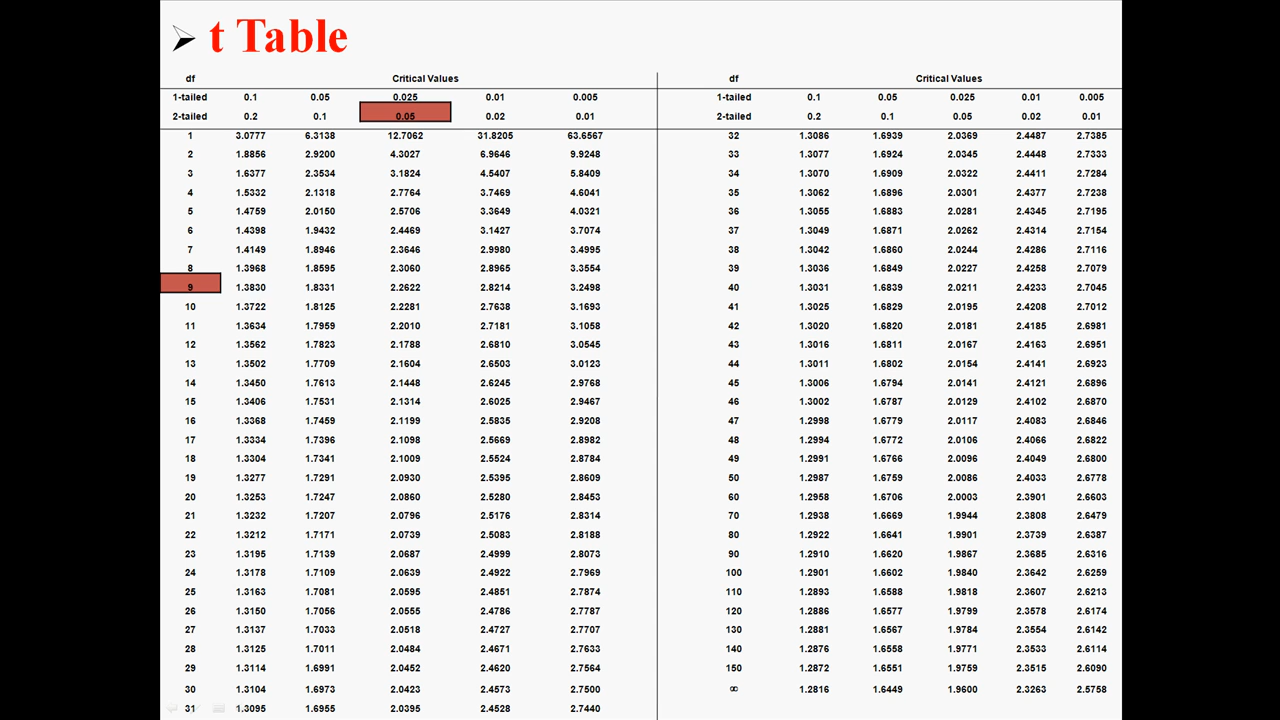 t Table
df Critical Values
1-tailed 0.1 0.05 0.025 0.01 0.005
2-tailed 0.2 0.1 0.05 0.02 0.01
1 3.0777 6.3138 12.7062 31.8205 63.6567
2 1.8856 2.9200 4.3027 6.9646 9.9248
3 1.6377 2.3534 3.1824 4.5407 5.8409
4 1.5332 2.1318 2.7764 3.7469 4.6041
5 1.4759 2.0150 2.5706 3.3649 4.0321
6 1.4398 1.9432 2.4469 3.1427 3.7074
7 1.4149 1.8946 2.3646 2.9980 3.4995
8 1.3968 1.8595 2.3060 2.8965 3.3554
9 1.3830 1.8331 2.2622 2.8214 3.2498
10 1.3722 1.8125 2.2281 2.7638 3.1693
11 1.3634 1.7959 2.2010 2.7181 3.1058
12 1.3562 1.7823 2.1788 2.6810 3.0545
13 1.3502 1.7709 2.1604 2.6503 3.0123
14 1.3450 1.7613 2.1448 2.6245 2.9768
15 1.3406 1.7531 2.1314 2.6025 2.9467
16 1.3368 1.7459 2.1199 2.5835 2.9208
17 1.3334 1.7396 2.1098 2.5669 2.8982
18 1.3304 1.7341 2.1009 2.5524 2.8784
19 1.3277 1.7291 2.0930 2.5395 2.8609
20 1.3253 1.7247 2.0860 2.5280 2.8453
21 1.3232 1.7207 2.0796 2.5176 2.8314
22 1.3212 1.7171 2.0739 2.5083 2.8188
23 1.3195 1.7139 2.0687 2.4999 2.8073
24 1.3178 1.7109 2.0639 2.4922 2.7969
25 1.3163 1.7081 2.0595 2.4851 2.7874
26 1.3150 1.7056 2.0555 2.4786 2.7787
27 1.3137 1.7033 2.0518 2.4727 2.7707
28 1.3125 1.7011 2.0484 2.4671 2.7633
29 1.3114 1.6991 2.0452 2.4620 2.7564
30 1.3104 1.6973 2.0423 2.4573 2.7500
31 1.3095 1.6955 2.0395 2.4528 2.7440
df Critical Values
1-tailed 0.1 0.05 0.025 0.01 0.005
2-tailed 0.2 0.1 0.05 0.02 0.01
32 1.3086 1.6939 2.0369 2.4487 2.7385
33 1.3077 1.6924 2.0345 2.4448 2.7333
34 1.3070 1.6909 2.0322 2.4411 2.7284
35 1.3062 1.6896 2.0301 2.4377 2.7238
36 1.3055 1.6883 2.0281 2.4345 2.7195
37 1.3049 1.6871 2.0262 2.4314 2.7154
38 1.3042 1.6860 2.0244 2.4286 2.7116
39 1.3036 1.6849 2.0227 2.4258 2.7079
40 1.3031 1.6839 2.0211 2.4233 2.7045
41 1.3025 1.6829 2.0195 2.4208 2.7012
42 1.3020 1.6820 2.0181 2.4185 2.6981
43 1.3016 1.6811 2.0167 2.4163 2.6951
44 1.3011 1.6802 2.0154 2.4141 2.6923
45 1.3006 1.6794 2.0141 2.4121 2.6896
46 1.3002 1.6787 2.0129 2.4102 2.6870
47 1.2998 1.6779 2.0117 2.4083 2.6846
48 1.2994 1.6772 2.0106 2.4066 2.6822
49 1.2991 1.6766 2.0096 2.4049 2.6800
50 1.2987 1.6759 2.0086 2.4033 2.6778
60 1.2958 1.6706 2.0003 2.3901 2.6603
70 1.2938 1.6669 1.9944 2.3808 2.6479
80 1.2922 1.6641 1.9901 2.3739 2.6387
90 1.2910 1.6620 1.9867 2.3685 2.6316
100 1.2901 1.6602 1.9840 2.3642 2.6259
110 1.2893 1.6588 1.9818 2.3607 2.6213
120 1.2886 1.6577 1.9799 2.3578 2.6174
130 1.2881 1.6567 1.9784 2.3554 2.6142
140 1.2876 1.6558 1.9771 2.3533 2.6114
150 1.2872 1.6551 1.9759 2.3515 2.6090
∞ 1.2816 1.6449 1.9600 2.3263 2.5758